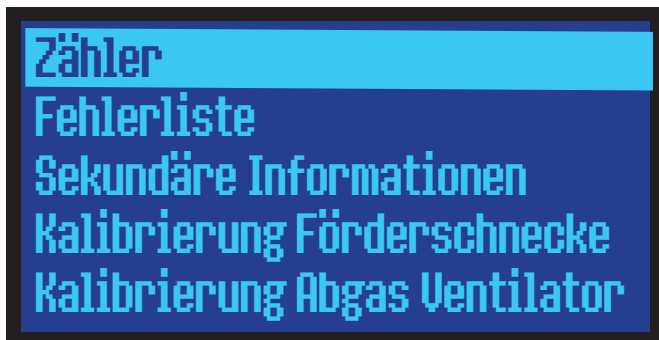 Zähler
Fehlerliste
Sekundäre Informationen
Kalibrierung Förderschnecke
Kalibrierung Abgas Ventilator